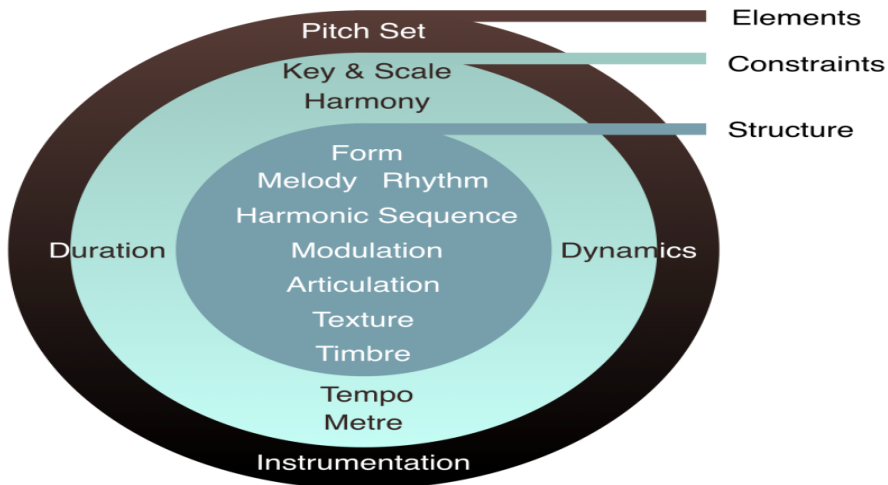 Elements
Pitch Set
Constraints
Key & Scale
Harmony
Structure
Form
Melody Rhythm
Harmonic Sequence
Duration Modulation Dynamics
Articulation
Texture
Timbre
Tempo
Metre
Instrumentation